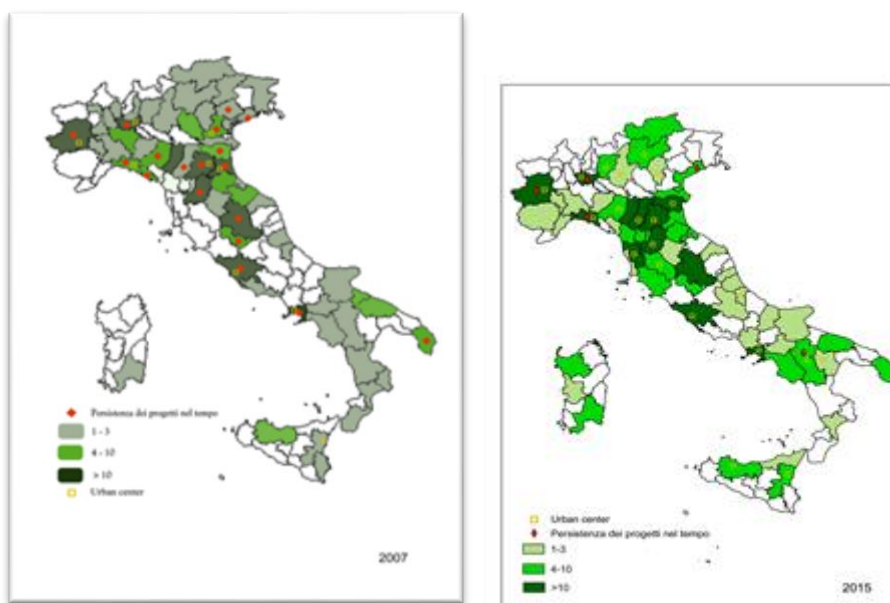 Persistenza dei progetti nel tempo
1 - 3
4 - 10
> 10
Urban center
2007
Urban center
Persistenza dei progetti nel tempo
1-3
4-10
>10
2015